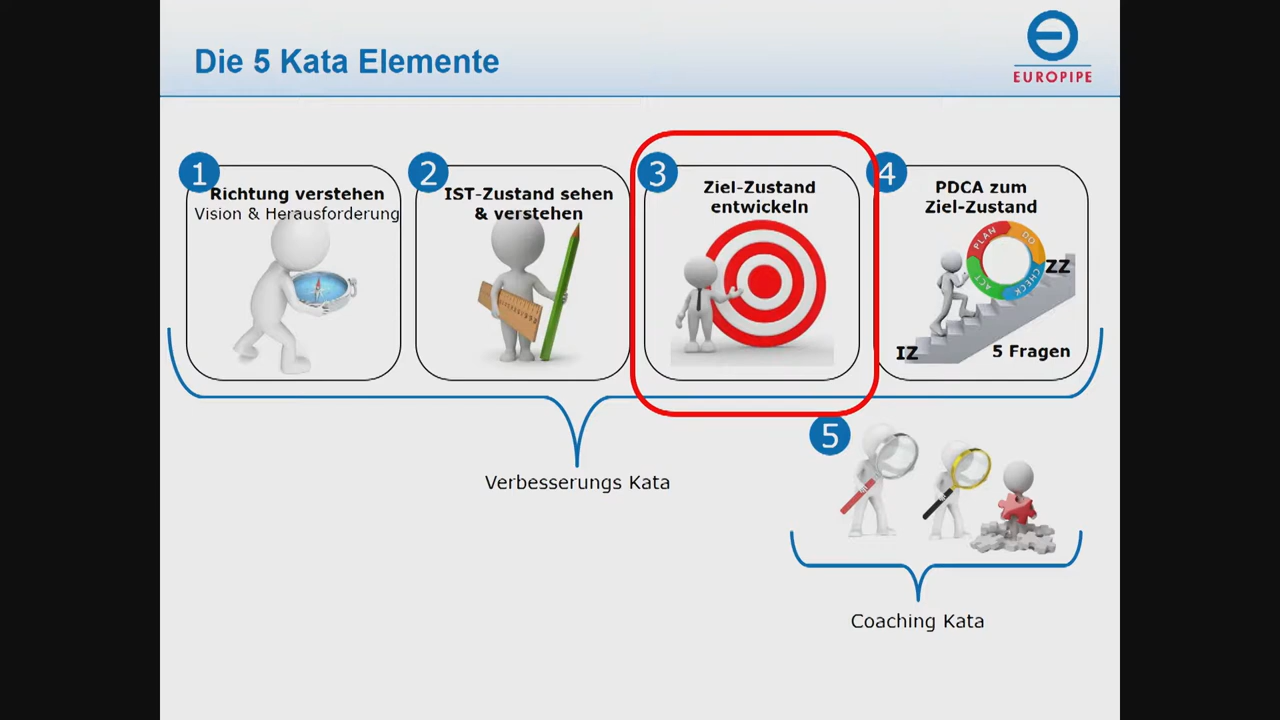 Die 5 Kata Elemente
EUROPIPE
1
Richtung verstehen
Vision & Herausforderung
2
IST-Zustand sehen
& verstehen
3
Ziel-Zustand
entwickeln
4
PDCA zum
Ziel-Zustand
PLAN
DO
CHECK
ACT
ZZ
IZ
5 Fragen
Verbesserungs Kata
5
Coaching Kata